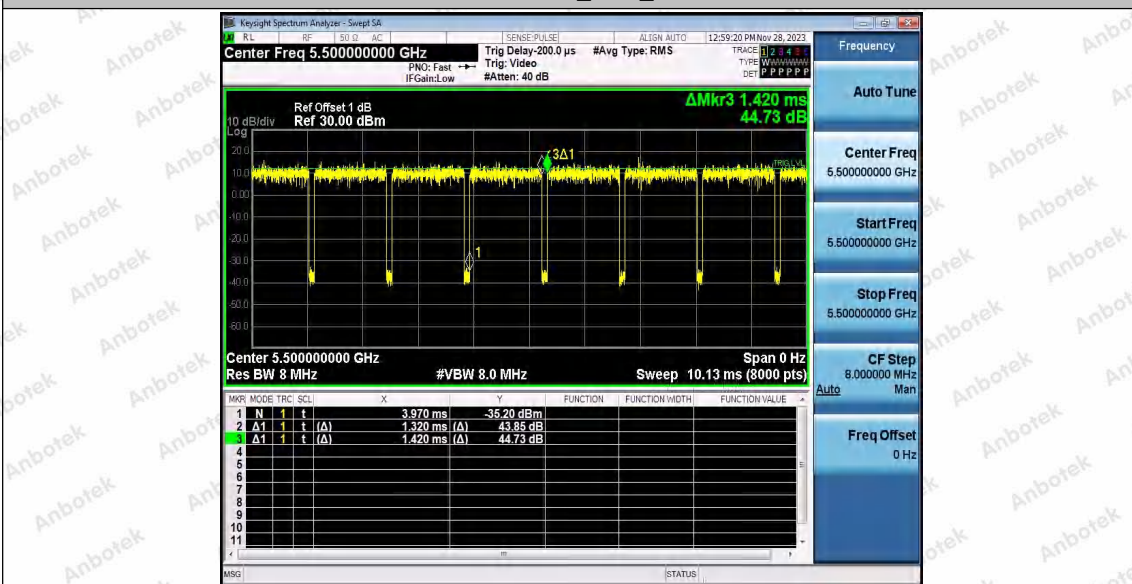 Keysight Spectrum Analyzer - Swept SA
RL RF 50 Ω AC SENSE:PULSE ALIGN AUTO 12:59:20 PM Nov 28, 2023
Center Freq 5.500000000 GHz
PNO: Fast
IFGain:Low
Trig Delay-200.0 µs
Trig: Video
#Atten: 40 dB
#Avg Type: RMS
TRACE 1 2 3 4 5 6
TYPE WWWWWW
DET P P P P P P
ΔMkr3 1.420 ms
44.73 dB
Ref Offset 1 dB
10 dB/div Ref 30.00 dBm
Log
20.0
10.0
0.00
-10.0
-20.0
-30.0
-40.0
-50.0
-60.0
3Δ1
TRIG LVL
1
Center 5.500000000 GHz Span 0 Hz
Res BW 8 MHz #VBW 8.0 MHz Sweep 10.13 ms (8000 pts)
MKR MODE TRC SCL X Y FUNCTION FUNCTION WIDTH FUNCTION VALUE
1 N 1 t 3.970 ms -35.20 dBm
2 Δ1 1 t (Δ) 1.320 ms (Δ) 43.85 dB
3 Δ1 1 t (Δ) 1.420 ms (Δ) 44.73 dB
4
5
6
7
8
9
10
11
MSG STATUS
Frequency
Auto Tune
Center Freq
5.500000000 GHz
Start Freq
5.500000000 GHz
Stop Freq
5.500000000 GHz
CF Step
8.000000 MHz
Auto Man
Freq Offset
0 Hz
Anbotek